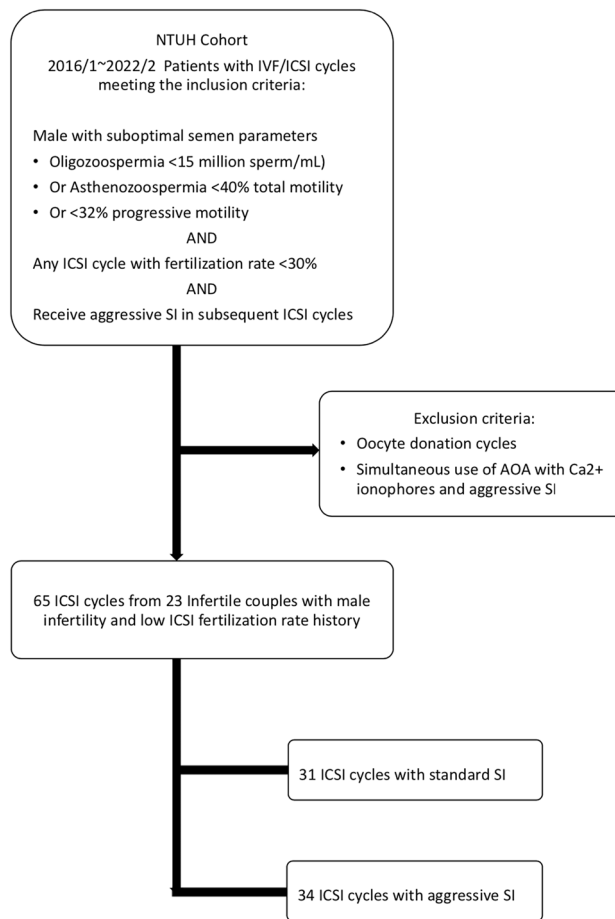 NTUH Cohort
2016/1~2022/2 Patients with IVF/ICSI cycles
meeting the inclusion criteria:
Male with suboptimal semen parameters
• Oligozoospermia <15 million sperm/mL)
• Or Asthenozoospermia <40% total motility
• Or <32% progressive motility
AND
Any ICSI cycle with fertilization rate <30%
AND
Receive aggressive SI in subsequent ICSI cycles
Exclusion criteria:
• Oocyte donation cycles
• Simultaneous use of AOA with Ca2+
ionophores and aggressive SI
65 ICSI cycles from 23 Infertile couples with male
infertility and low ICSI fertilization rate history
31 ICSI cycles with standard SI
34 ICSI cycles with aggressive SI